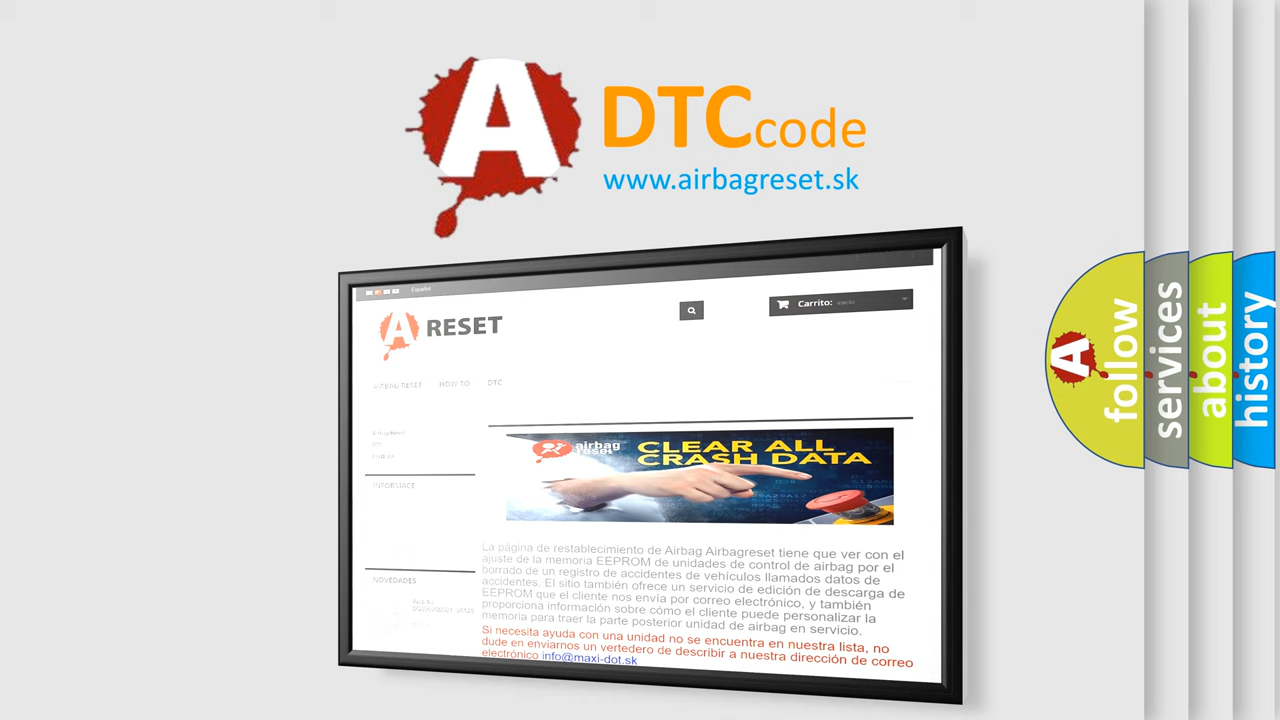 A DTC code
www.airbagreset.sk
Español
A RESET
Carrito: vacío
AIRBAG RESET HOW TO DTC
airbag reset
CLEAR ALL
CRASH DATA
INFORMACE
La página de restablecimiento de Airbag Airbagreset tiene que ver con el
ajuste de la memoria EEPROM de unidades de control de airbag por el
borrado de un registro de accidentes de vehículos llamados datos de
accidentes. El sitio también ofrece un servicio de edición de descarga de
EEPROM que el cliente nos envía por correo electrónico, y también
proporciona información sobre cómo el cliente puede personalizar la
memoria para traer la parte posterior unidad de airbag en servicio.
Si necesita ayuda con una unidad no se encuentra en nuestra lista, no
dude en enviarnos un vertedero de describir a nuestra dirección de correo
electrónico info@maxi-dot.sk
NOVEDADES
A follow
services
about
history